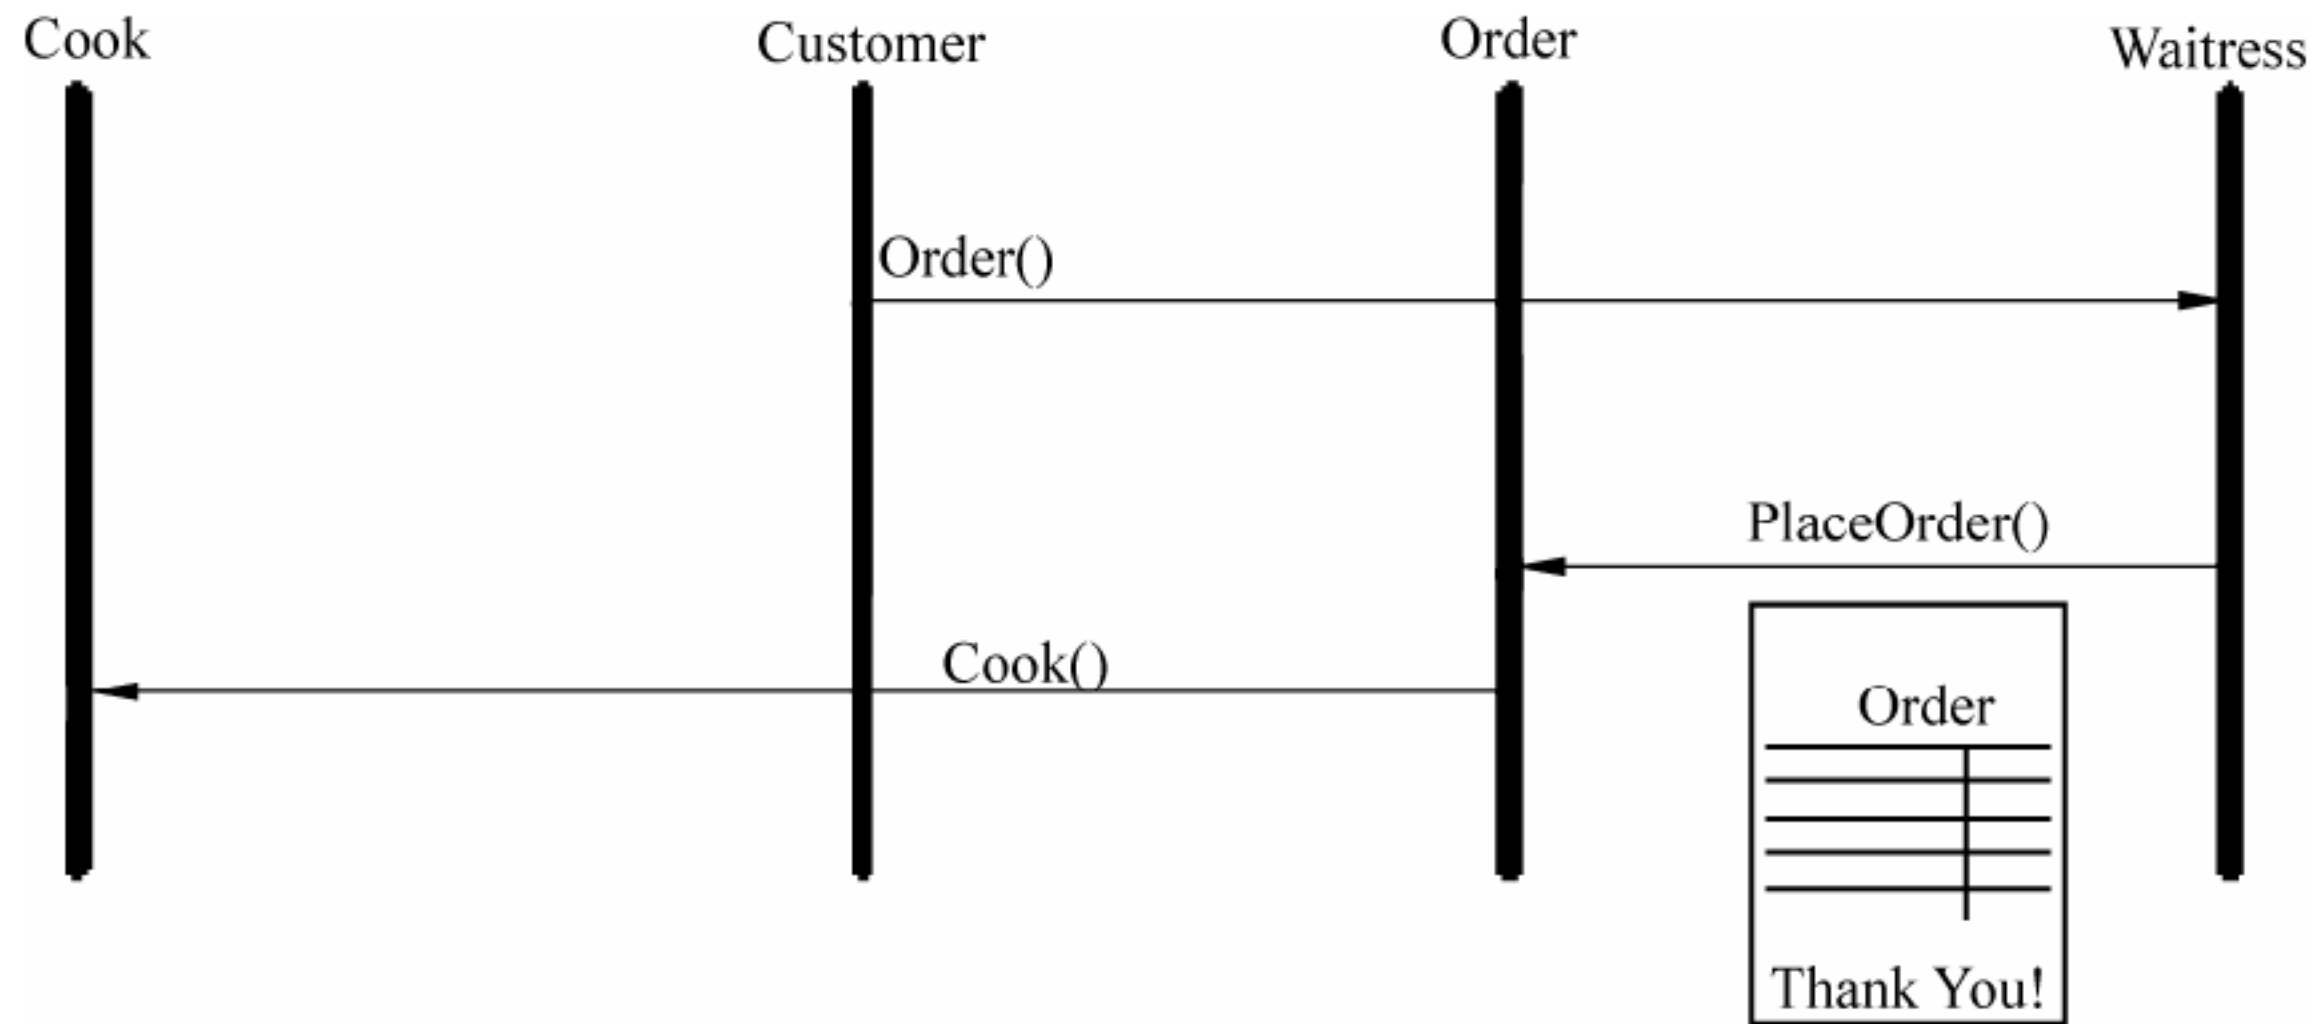 Cook
Customer
Order
Waitress
Order()
PlaceOrder()
Cook()
Order
Thank You!